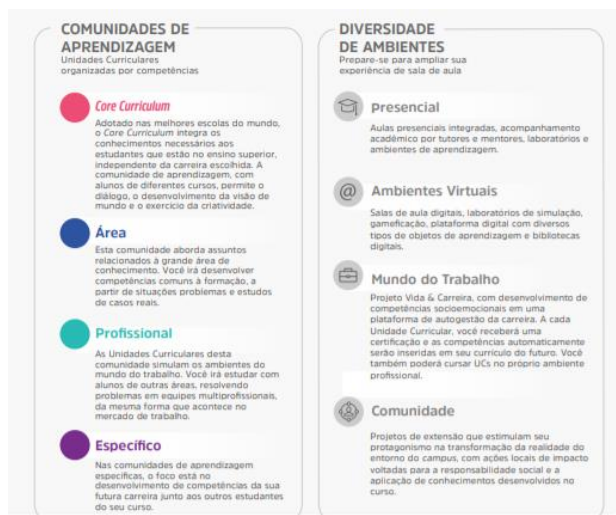 COMUNIDADES DE
APRENDIZAGEM
Unidades Curriculares
organizadas por competências
Core Curriculum
Adotado nas melhores escolas do mundo,
o Core Curriculum integra os
conhecimentos necessários aos
estudantes que estão no ensino superior,
independente da carreira escolhida. A
comunidade de aprendizagem, com
alunos de diferentes cursos, permite o
diálogo, o desenvolvimento da visão de
mundo e o exercício da criatividade.
Área
Esta comunidade aborda assuntos
relacionados à grande área de
conhecimento. Você irá desenvolver
competências comuns à formação, a
partir de situações problemas e estudos
de casos reais.
Profissional
As Unidades Curriculares desta
comunidade simulam os ambientes do
mundo do trabalho. Você irá estudar com
alunos de outras áreas, resolvendo
problemas em equipes multiprofissionais,
da mesma forma que acontece no
mercado de trabalho.
Específico
Nas comunidades de aprendizagem
específicas, o foco está no
desenvolvimento de competências da sua
futura carreira junto aos outros estudantes
do seu curso.
DIVERSIDADE
DE AMBIENTES
Prepare-se para ampliar sua
experiência de sala de aula
Presencial
Aulas presenciais integradas, acompanhamento
acadêmico por tutores e mentores, laboratórios e
ambientes de aprendizagem.
@
Ambientes Virtuais
Salas de aula digitais, laboratórios de simulação,
gameficação, plataforma digital com diversos
tipos de objetos de aprendizagem e bibliotecas
digitais.
Mundo do Trabalho
Projeto Vida & Carreira, com desenvolvimento de
competências socioemocionais em uma
plataforma de autogestão da carreira. A cada
Unidade Curricular, você receberá uma
certificação e as competências automaticamente
serão inseridas em seu currículo do futuro. Você
também poderá cursar UCs no próprio ambiente
profissional.
Comunidade
Projetos de extensão que estimulam seu
protagonismo na transformação da realidade do
entorno do campus, com ações locais de impacto
voltadas para a responsabilidade social e a
aplicação de conhecimentos desenvolvidos no
curso.